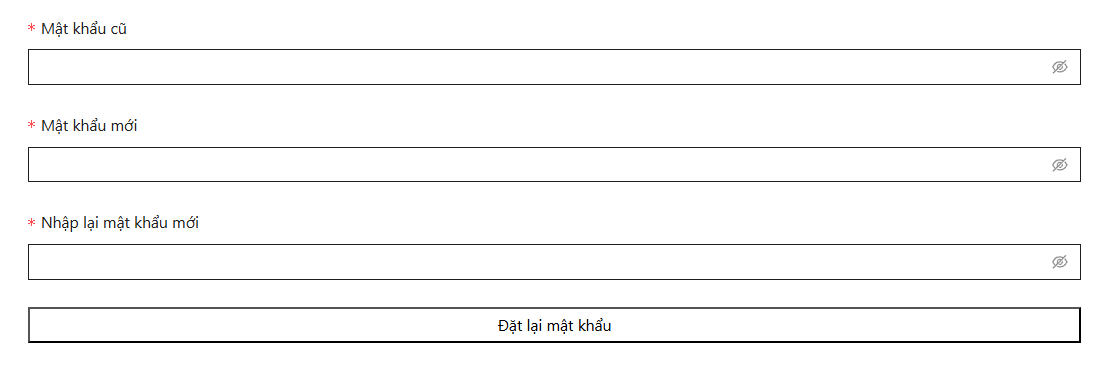 * Mật khẩu cũ
* Mật khẩu mới
* Nhập lại mật khẩu mới
Đặt lại mật khẩu